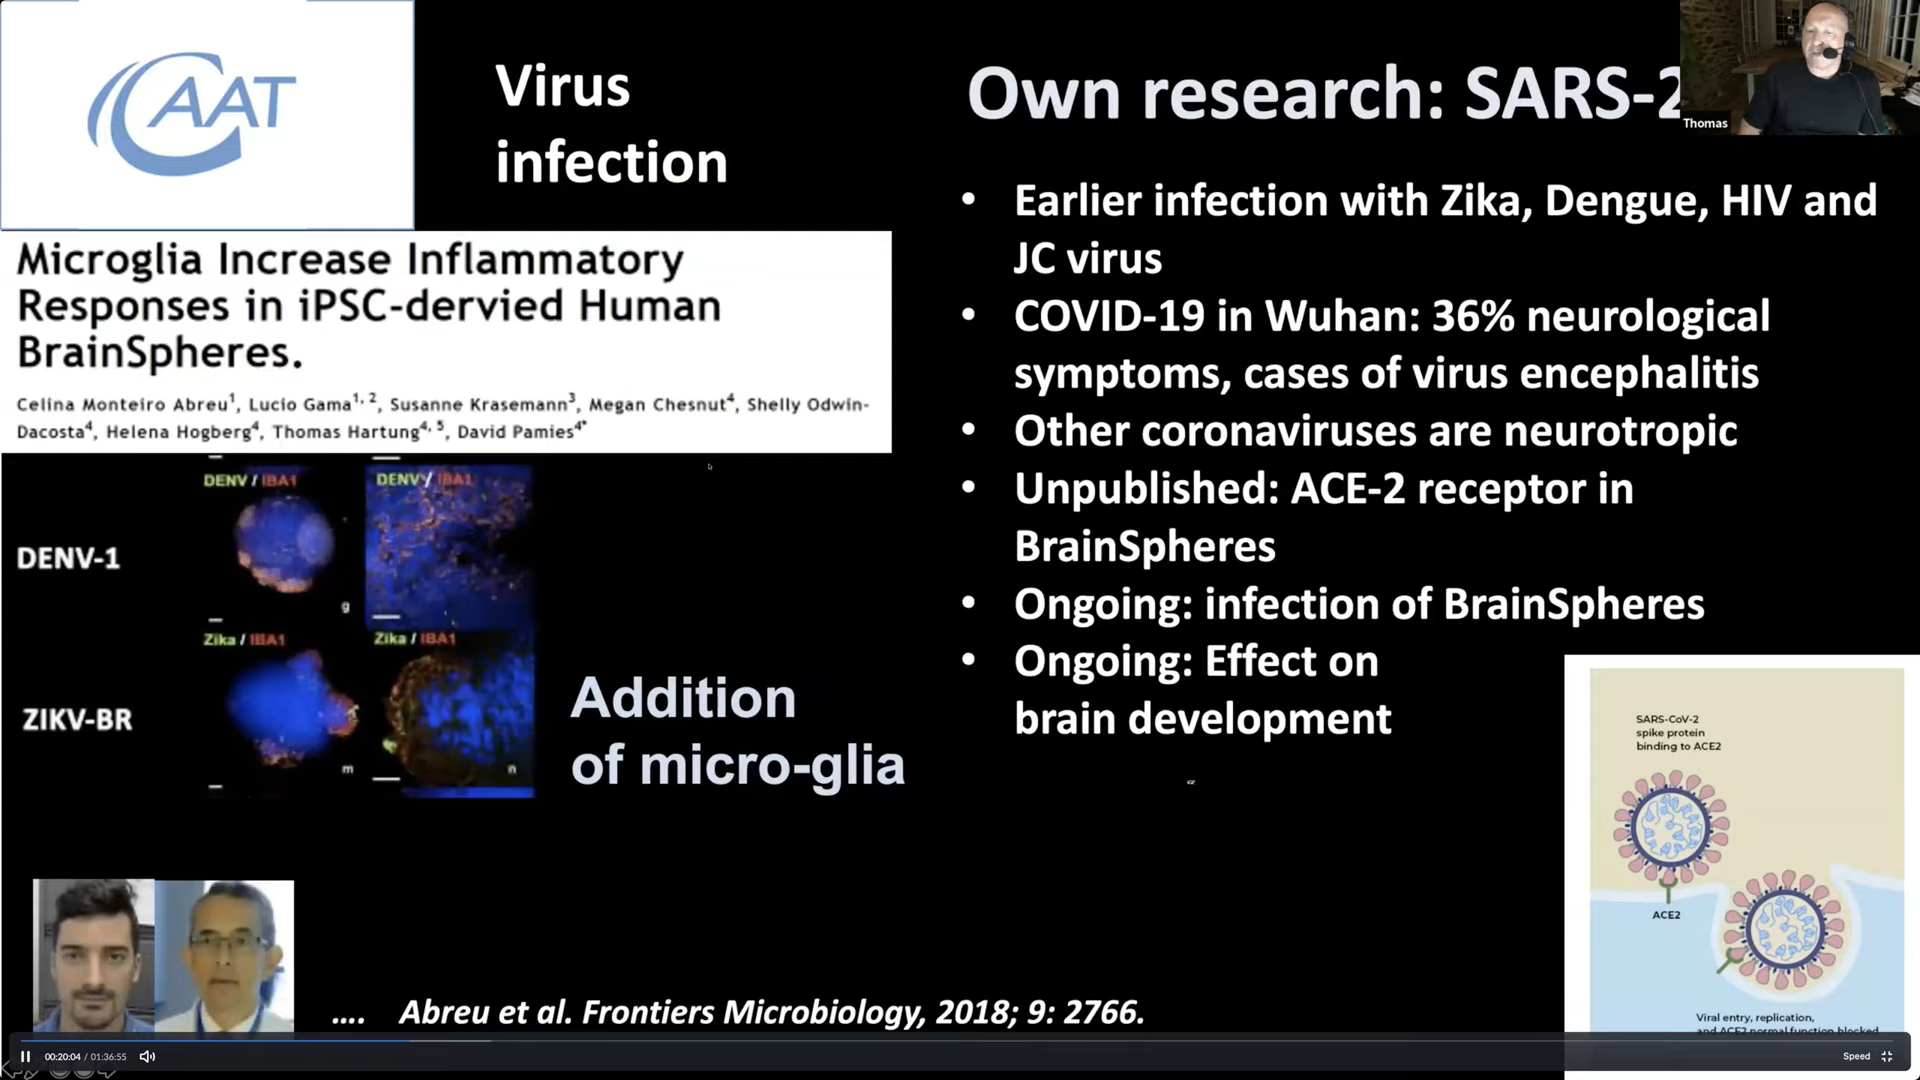 CAAT
Virus
infection
Own research: SARS-2
Thomas
Microglia Increase Inflammatory
Responses in iPSC-dervied Human
BrainSpheres.
Celina Monteiro Abreu1, Lucio Gama1, 2, Susanne Krasemann3, Megan Chesnut4, Shelly Odwin-
Dacosta4, Helena Hogberg4, Thomas Hartung4, 5, David Pamies4*
DENV / IBA1
DENV / IBA1
DENV-1
g
Zika / IBA1
Zika / IBA1
ZIKV-BR
m
n
Addition
of micro-glia
• Earlier infection with Zika, Dengue, HIV and
JC virus
• COVID-19 in Wuhan: 36% neurological
symptoms, cases of virus encephalitis
• Other coronaviruses are neurotropic
• Unpublished: ACE-2 receptor in
BrainSpheres
• Ongoing: infection of BrainSpheres
• Ongoing: Effect on
brain development
SARS-CoV-2
spike protein
binding to ACE2
ACE2
Viral entry, replication,
and ACE2 normal function blocked
.... Abreu et al. Frontiers Microbiology, 2018; 9: 2766.
00:20:04 / 01:36:55
Speed